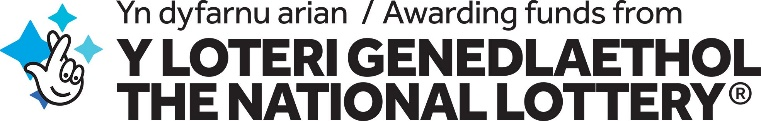 Yn dyfarnu arian / Awarding funds from
Y LOTERI GENEDLAETHOL
THE NATIONAL LOTTERY®